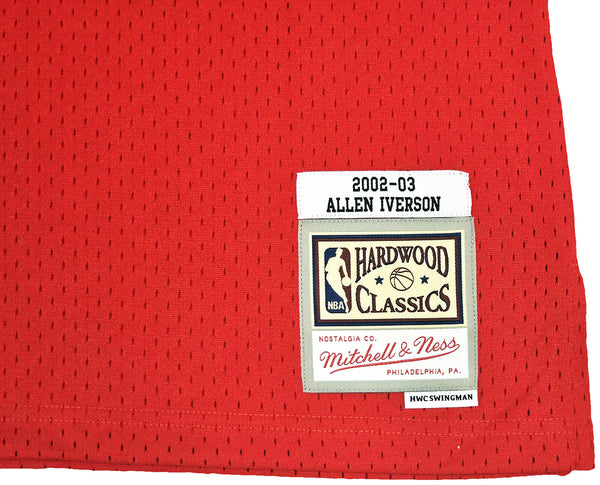 2002-03
ALLEN IVERSON
NBA
HARDWOOD
CLASSICS
NOSTALGIA CO.
Mitchell & Ness
PHILADELPHIA, PA.
HWC SWINGMAN